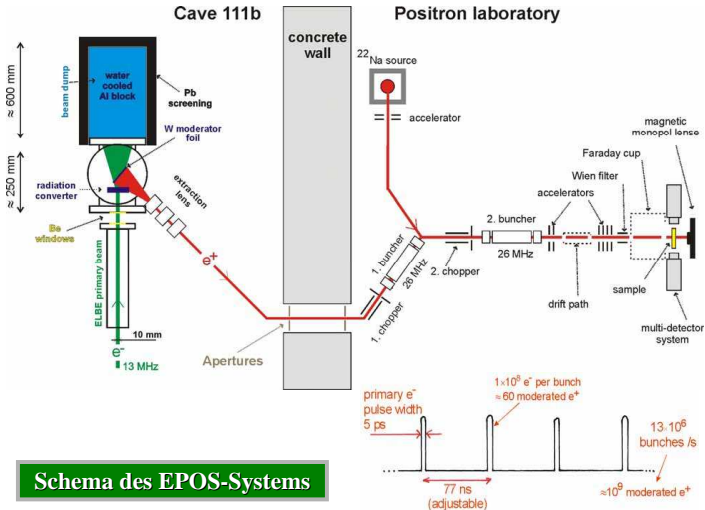 Cave 111b
Positron laboratory
≈ 600 mm
beam dump
water
cooled
Al block
Pb
screening
W moderator
foil
≈ 250 mm
radiation
converter
Be
windows
extraction
lens
ELBE primary beam
e+
10 mm
e-
13 MHz
concrete
wall
Apertures
22Na source
accelerator
1. buncher
26 MHz
1. chopper
2. chopper
2. buncher
26 MHz
accelerators
drift path
Wien filter
Faraday cup
magnetic
monopol lense
sample
multi-detector
system
primary e-
pulse width
5 ps
1×10⁸ e- per bunch
≈ 60 moderated e+
13·10⁶
bunches /s
77 ns
(adjustable)
≈10⁹ moderated e+
Schema des EPOS-Systems